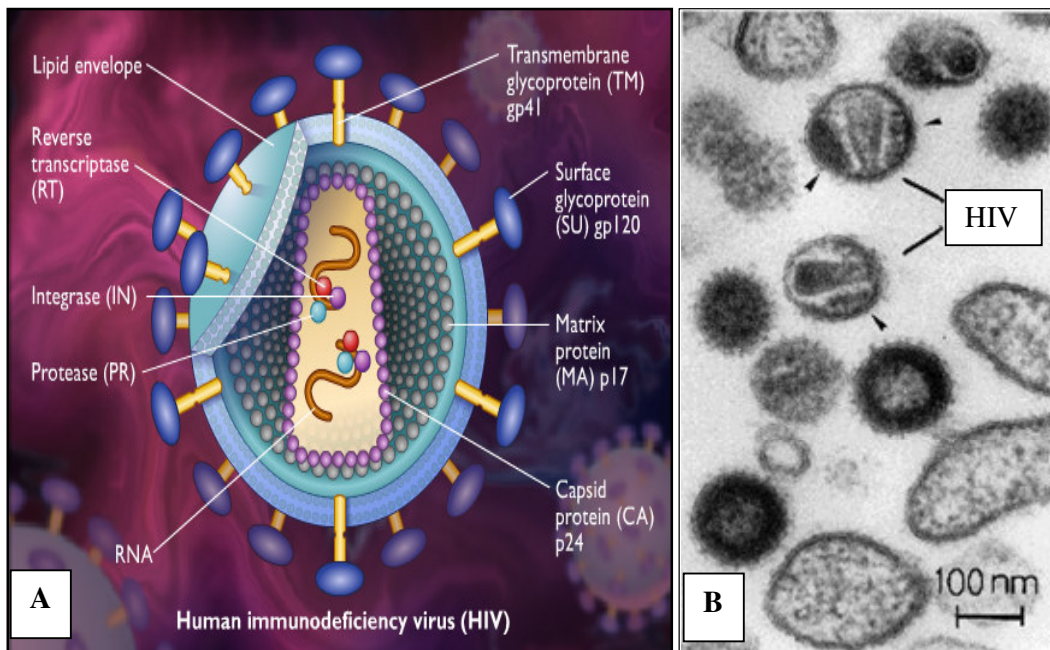 Lipid envelope
Reverse
transcriptase
(RT)
Integrase (IN)
Protease (PR)
RNA
Transmembrane
glycoprotein (TM)
gp41
Surface
glycoprotein
(SU) gp120
Matrix
protein
(MA) p17
Capsid
protein (CA)
p24
Human immunodeficiency virus (HIV)
A
HIV
100 nm
B